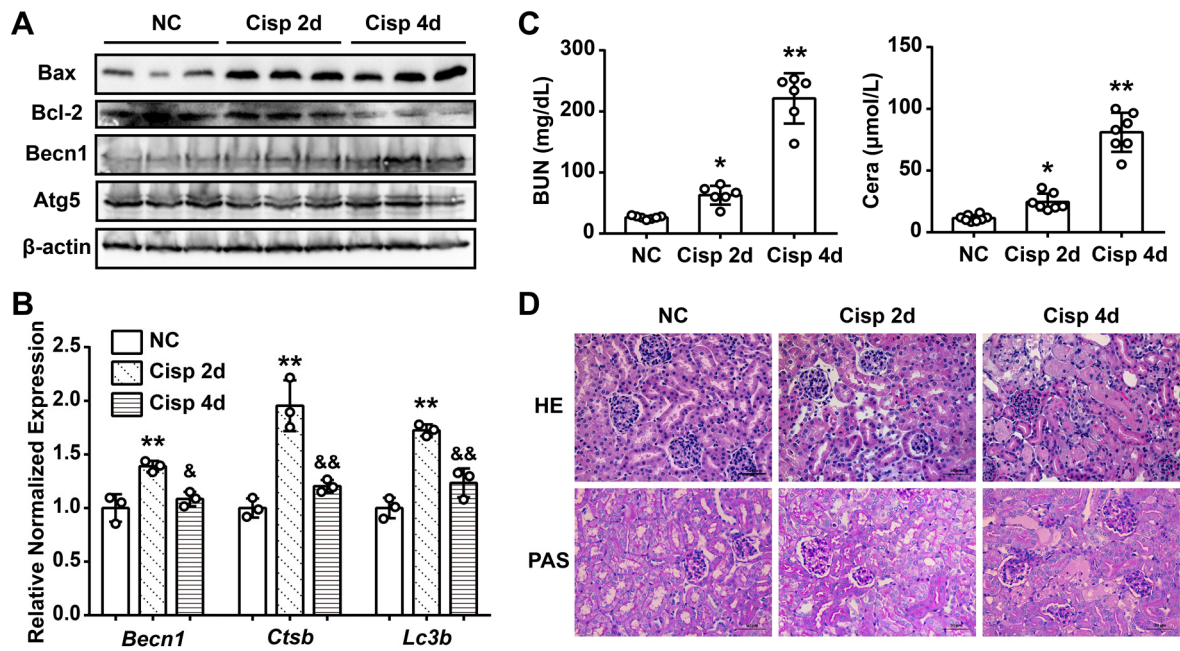 A
NC Cisp 2d Cisp 4d
Bax
Bcl-2
Becn1
Atg5
β-actin
B
Relative Normalized Expression
2.5
2.0
1.5
1.0
0.5
0.0
NC
Cisp 2d
Cisp 4d
**
&
**
&&
**
&&
Becn1 Ctsb Lc3b
C
BUN (mg/dL)
300
200
100
0
*
**
NC Cisp 2d Cisp 4d
Cera (μmol/L)
150
100
50
0
*
**
NC Cisp 2d Cisp 4d
D
NC Cisp 2d Cisp 4d
HE
PAS